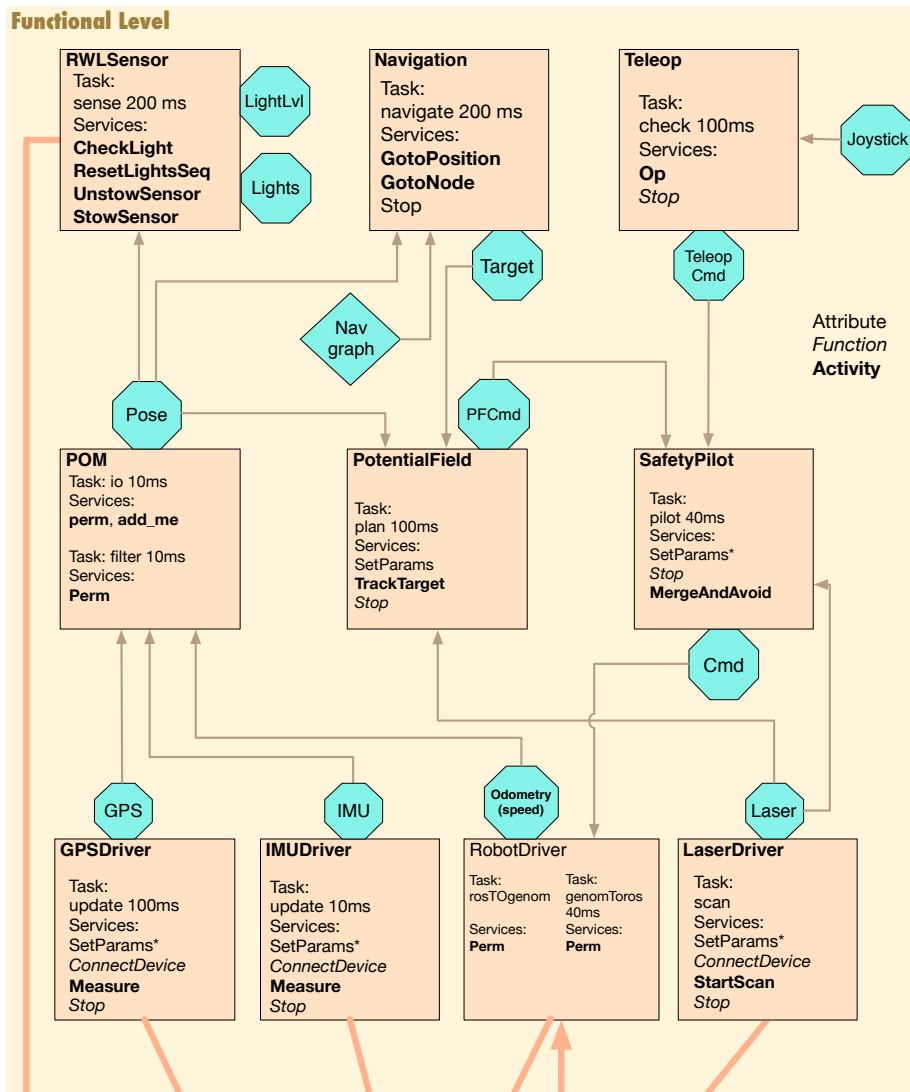 Functional Level
RWLSensor
Task:
sense 200 ms
Services:
CheckLight
ResetLightsSeq
UnstowSensor
StowSensor
LightLvl
Lights
Navigation
Task:
navigate 200 ms
Services:
GotoPosition
GotoNode
Stop
Teleop
Task:
check 100ms
Services:
Op
Stop
Joystick
Target
Teleop
Cmd
Nav
graph
Attribute
Function
Activity
Pose
PFCmd
POM
Task: io 10ms
Services:
perm, add_me
Task: filter 10ms
Services:
Perm
PotentialField
Task:
plan 100ms
Services:
SetParams
TrackTarget
Stop
SafetyPilot
Task:
pilot 40ms
Services:
SetParams*
Stop
MergeAndAvoid
Cmd
GPS
IMU
Odometry
(speed)
Laser
GPSDriver
Task:
update 100ms
Services:
SetParams*
ConnectDevice
Measure
Stop
IMUDriver
Task:
update 10ms
Services:
SetParams*
ConnectDevice
Measure
Stop
RobotDriver
Task:
rosTOgenom
Services:
Perm
Task:
genomToros
40ms
Services:
Perm
LaserDriver
Task:
scan
Services:
SetParams*
ConnectDevice
StartScan
Stop